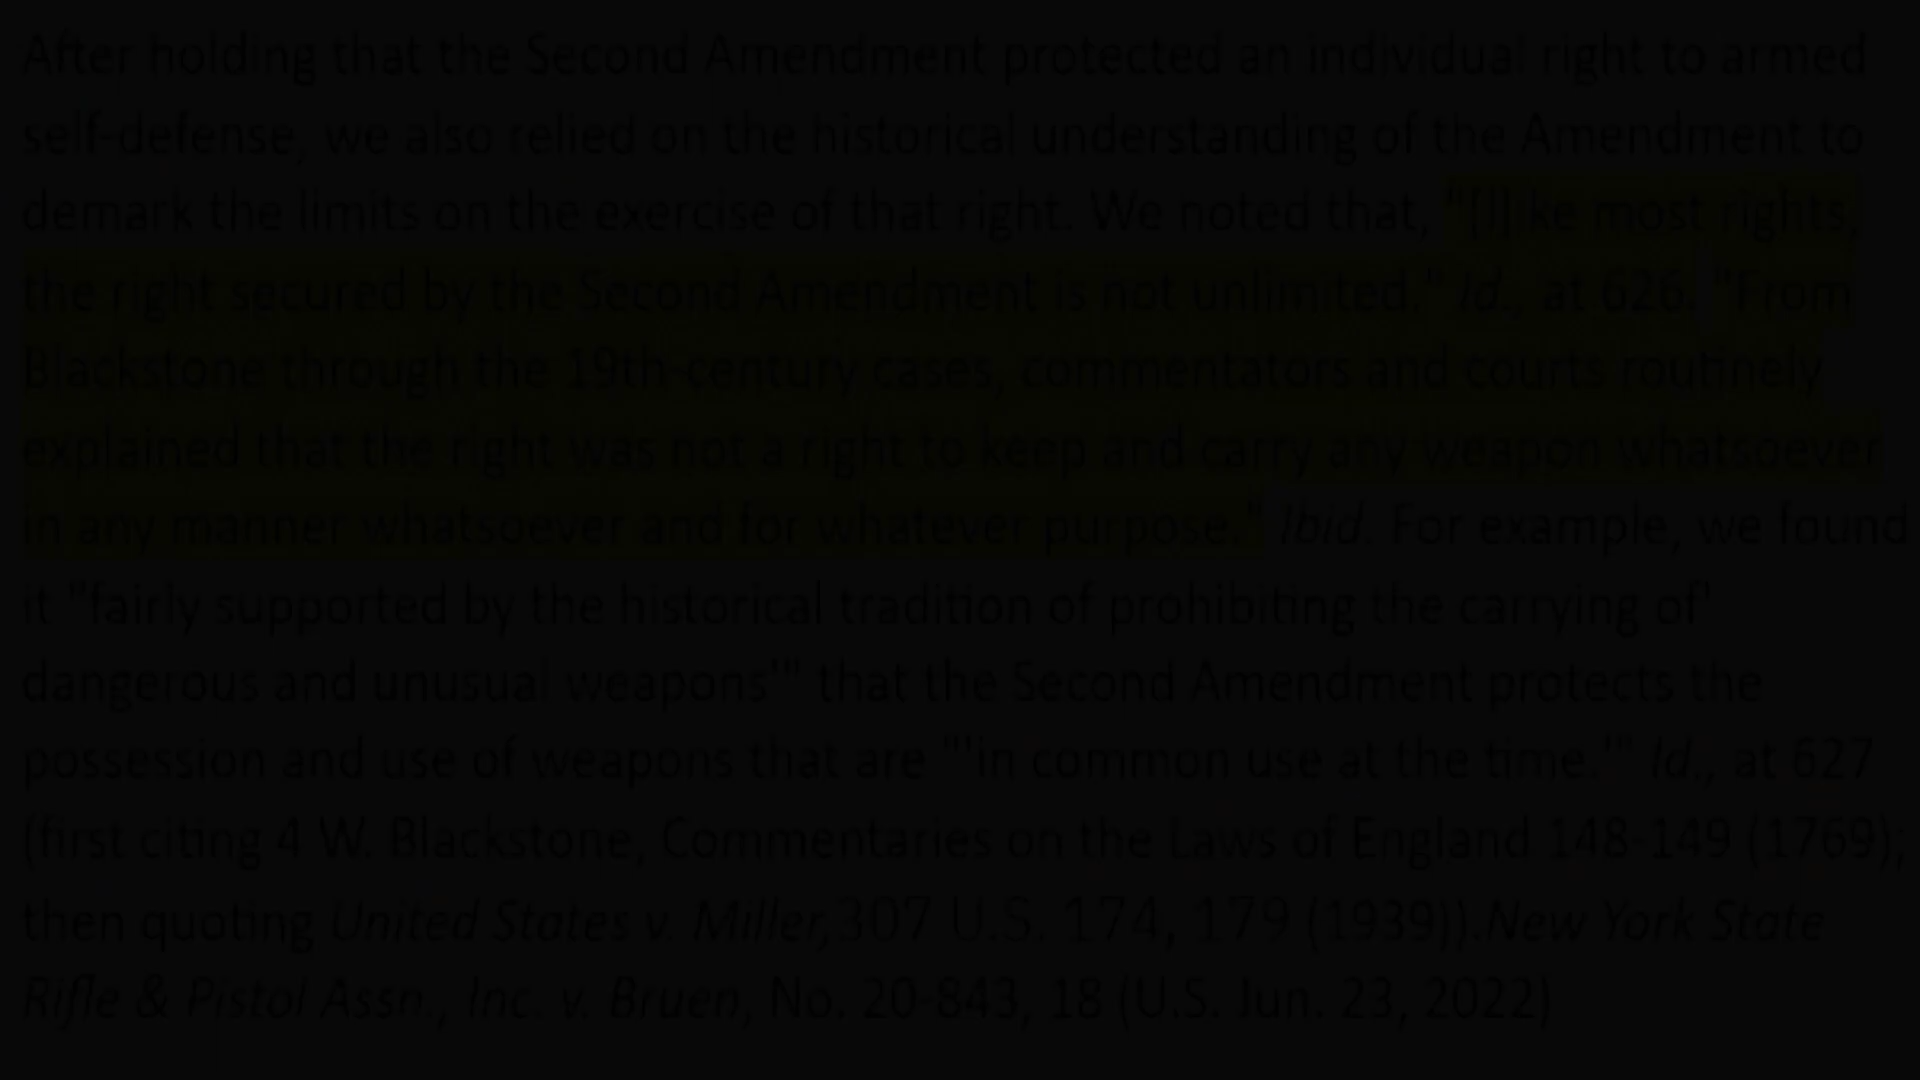 After holding that the Second Amendment protected an individual right to armed
self-defense, we also relied on the historical understanding of the Amendment to
demark the limits on the exercise of that right. We noted that, "[l]ike most rights,
the right secured by the Second Amendment is not unlimited." Id., at 626. "From
Blackstone through the 19th-century cases, commentators and courts routinely
explained that the right was not a right to keep and carry any weapon whatsoever
in any manner whatsoever and for whatever purpose." Ibid. For example, we found
it "fairly supported by the historical tradition of prohibiting the carrying of'
dangerous and unusual weapons'" that the Second Amendment protects the
possession and use of weapons that are "'in common use at the time.'" Id., at 627
(first citing 4 W. Blackstone, Commentaries on the Laws of England 148-149 (1769);
then quoting United States v. Miller,307 U.S. 174, 179 (1939)).New York State
Rifle & Pistol Assn., Inc. v. Bruen, No. 20-843, 18 (U.S. Jun. 23, 2022)